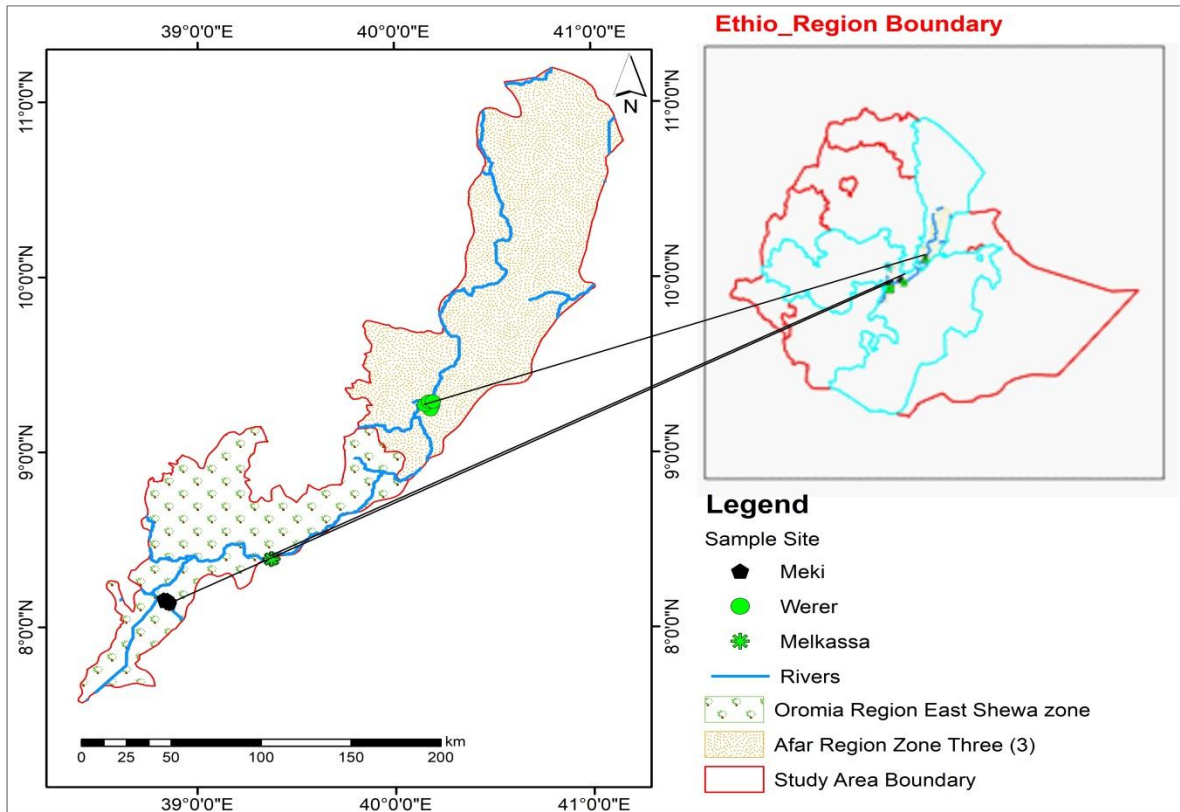 Ethio_Region Boundary
39°0'0"E 40°0'0"E 41°0'0"E
11°0'0"N
10°0'0"N
9°0'0"N
8°0'0"N
N
11°0'0"N
10°0'0"N
9°0'0"N
8°0'0"N
km
0 25 50 100 150 200
39°0'0"E 40°0'0"E 41°0'0"E
Legend
Sample Site
Meki
Werer
Melkassa
Rivers
Oromia Region East Shewa zone
Afar Region Zone Three (3)
Study Area Boundary